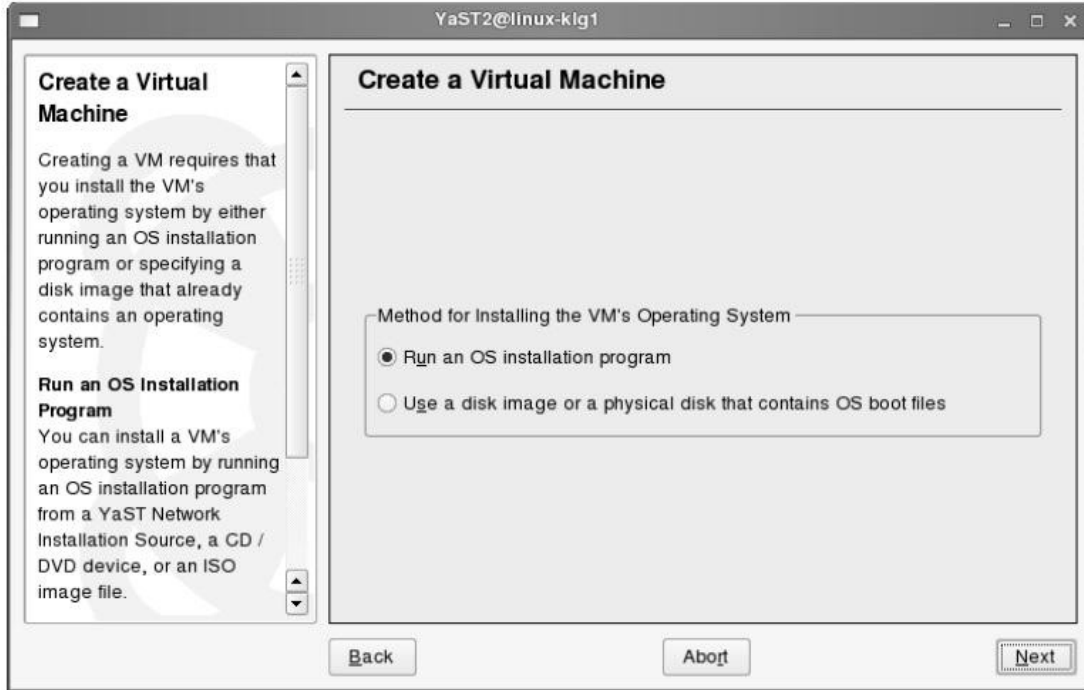 YaST2@linux-klg1
Create a Virtual
Machine
Creating a VM requires that
you install the VM's
operating system by either
running an OS installation
program or specifying a
disk image that already
contains an operating
system.
Run an OS Installation
Program
You can install a VM's
operating system by running
an OS installation program
from a YaST Network
Installation Source, a CD /
DVD device, or an ISO
image file.
Create a Virtual Machine
Method for Installing the VM's Operating System
Run an OS installation program
Use a disk image or a physical disk that contains OS boot files
Back
Abort
Next